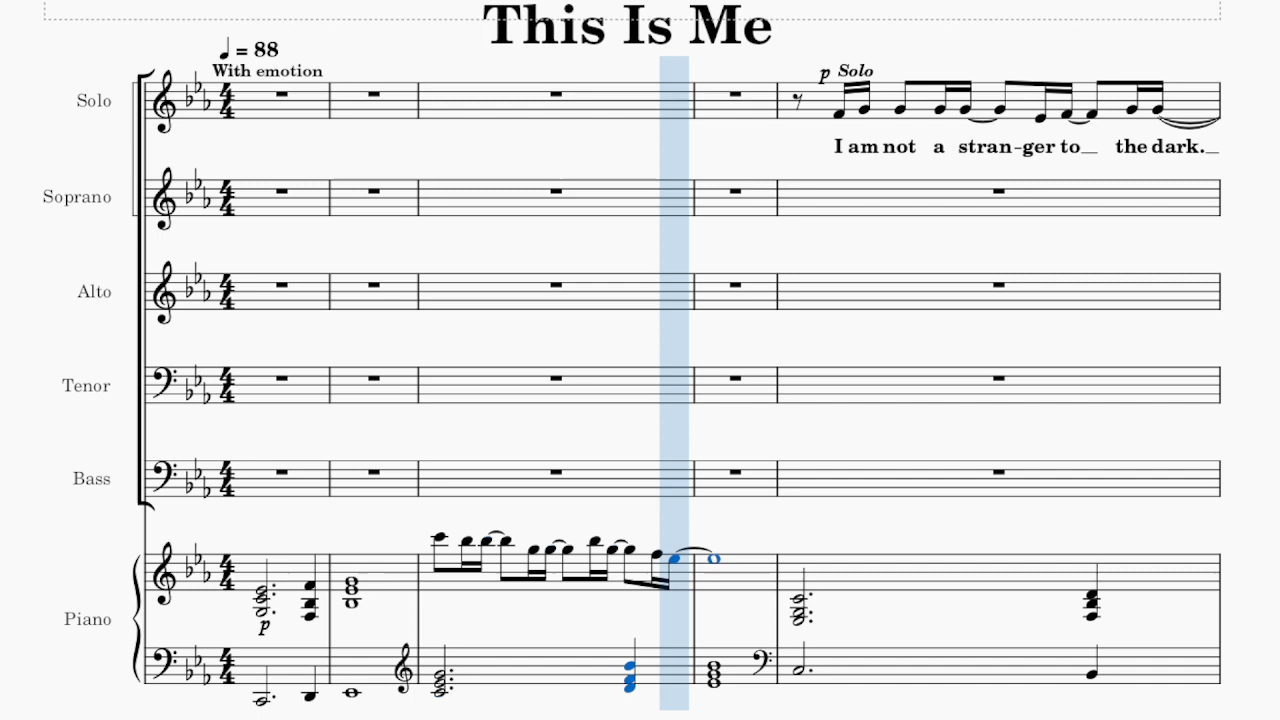 This Is Me
♩ = 88
With emotion
Solo
p Solo
I am not a stran-ger to_ the dark._
Soprano
Alto
Tenor
Bass
Piano
p